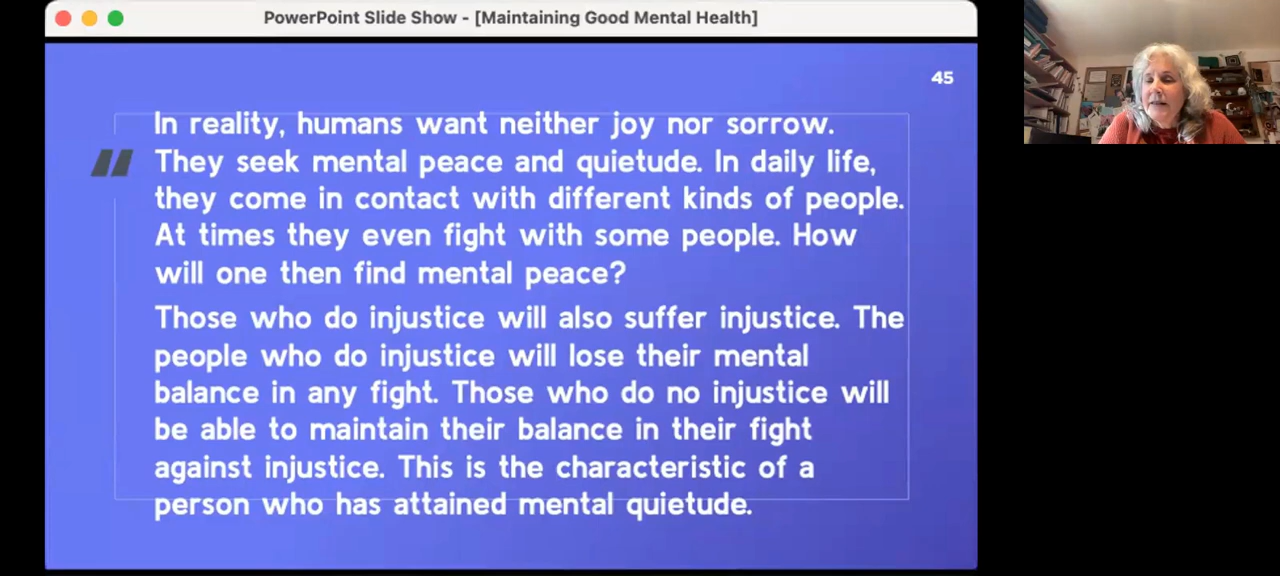 PowerPoint Slide Show - [Maintaining Good Mental Health]
45
"
In reality, humans want neither joy nor sorrow.
They seek mental peace and quietude. In daily life,
they come in contact with different kinds of people.
At times they even fight with some people. How
will one then find mental peace?
Those who do injustice will also suffer injustice. The
people who do injustice will lose their mental
balance in any fight. Those who do no injustice will
be able to maintain their balance in their fight
against injustice. This is the characteristic of a
person who has attained mental quietude.